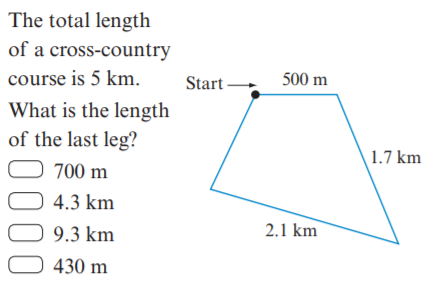 The total length
of a cross-country
course is 5 km.
What is the length
of the last leg?
700 m
4.3 km
9.3 km
430 m
Start
500 m
1.7 km
2.1 km